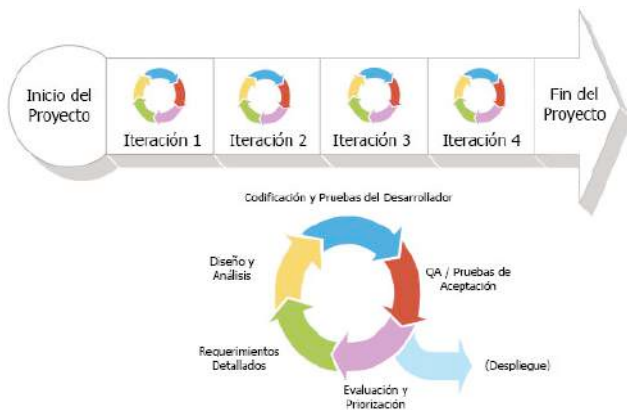 Inicio del
Proyecto
Iteración 1
Iteración 2
Iteración 3
Iteración 4
Fin del
Proyecto
Codificación y Pruebas del Desarrollador
Diseño y
Análisis
QA / Pruebas de
Aceptación
Requerimientos
Detallados
(Despliegue)
Evaluación y
Priorización